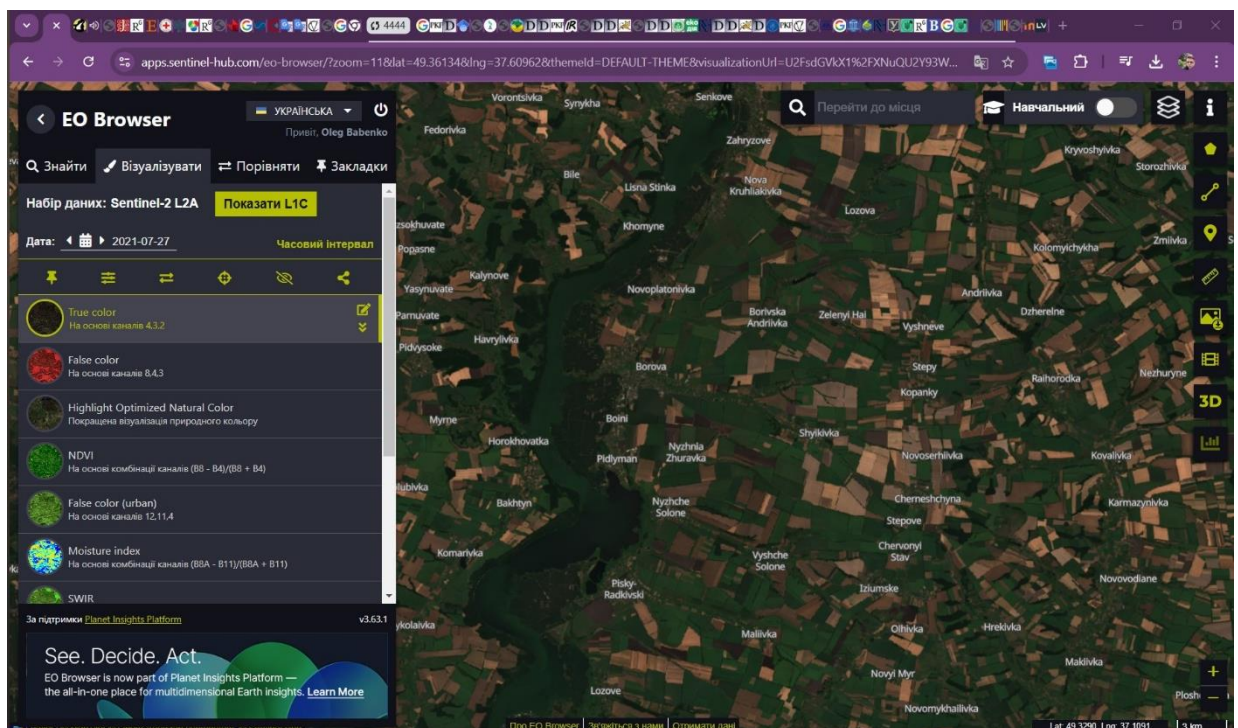 4444
apps.sentinel-hub.com/eo-browser/?zoom=11&lat=49.36134&lng=37.60962&themeId=DEFAULT-THEME&visualizationUrl=U2FsdGVkX1%2FXNuQU2Y93W...
EO Browser
УКРАЇНСЬКА
Привіт, Oleg Babenko
Знайти Візуалізувати Порівняти Закладки
Набір даних: Sentinel-2 L2A Показати L1C
Дата: 2021-07-27 Часовий інтервал
True color
На основі каналів 4,3,2
False color
На основі каналів 8,4,3
Highlight Optimized Natural Color
Покращена візуалізація природного кольору
NDVI
На основі комбінації каналів (B8 - B4)/(B8 + B4)
False color (urban)
На основі каналів 12,11,4
Moisture index
На основі комбінації каналів (B8A - B11)/(B8A + B11)
SWIR
За підтримки Planet Insights Platform v3.63.1
See. Decide. Act.
EO Browser is now part of Planet Insights Platform —
the all-in-one place for multidimensional Earth insights. Learn More
Перейти до місця
Навчальний
3D
Vorontsivka
Synykha
Senkove
Fedorivka
Zahryzove
Kryvoshyivka
Storozhivka
Bile
Lisna Stinka
Nova
Kruhliakivka
Lozova
Khomyne
Popasne
Kolomyichykha
Zmiivka
Kalynove
Yasynuvate
Novoplatonivka
Andriivka
Parnuvate
Borivska
Andriivka
Zelenyi Hai
Vyshneve
Dzherelne
Pidvysoke
Havrylivka
Borova
Stepy
Raihorodka
Nezhuryne
Kopanky
Myrne
Boini
Horokhovatka
Shyikivka
Pidlyman
Nyzhnia
Zhuravka
Novoserhiivka
Kovalivka
Bakhtyn
Nyzhche
Solone
Cherneshchyna
Karmazynivka
Stepove
Komarivka
Vyshche
Solone
Chervonyi
Stav
Pisky-
Radkivski
Iziumske
Novovodiane
Maliivka
Olhivka
Hrekivka
Makiivka
Novyi Myr
Lozove
Novomykhailivka
Про EO Browser Зв'яжіться з нами Отримати дані
Lat: 49.3290, Lng: 37.1091 3 km